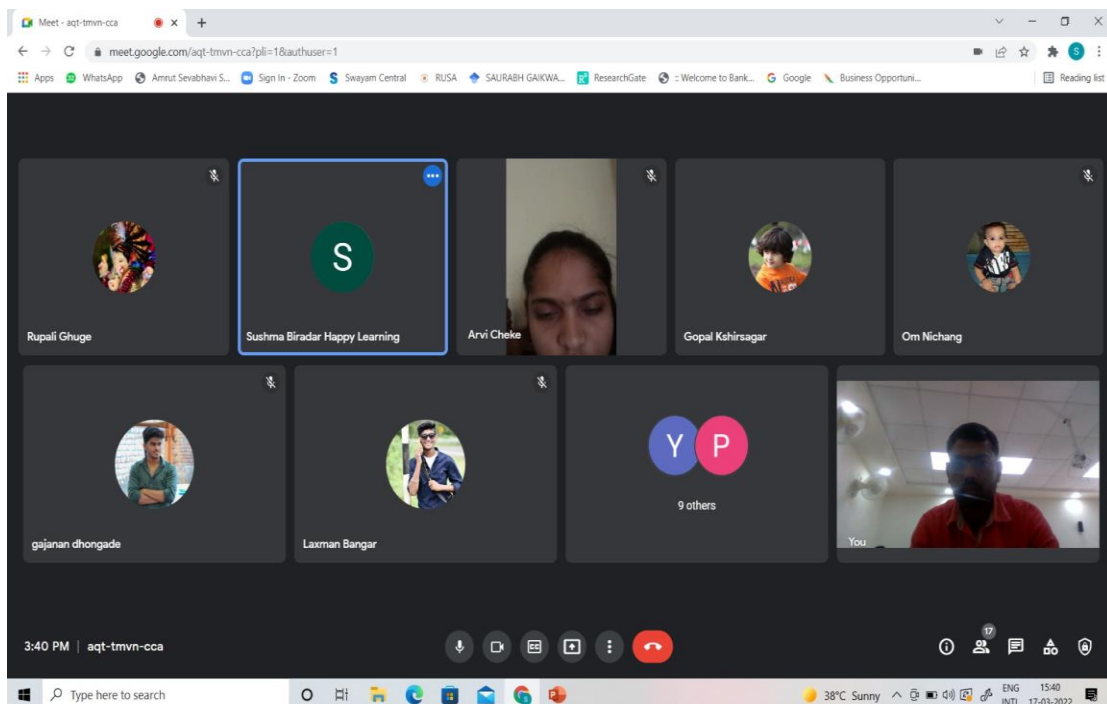 Meet - aqt-tmvn-cca
meet.google.com/aqt-tmvn-cca?pli=1&authuser=1
S
Apps WhatsApp Amrut Sevabhavi S... Sign In - Zoom Swayam Central RUSA SAURABH GAIKWA... ResearchGate :: Welcome to Bank... Google Business Opportuni... Reading list
S
Rupali Ghuge
Sushma Biradar Happy Learning
Arvi Cheke
Gopal Kshirsagar
Om Nichang
Y P
9 others
gajanan dhongade
Laxman Bangar
You
3:40 PM | aqt-tmvn-cca
17
Type here to search
38°C Sunny
ENG
INTL
15:40
17-03-2022